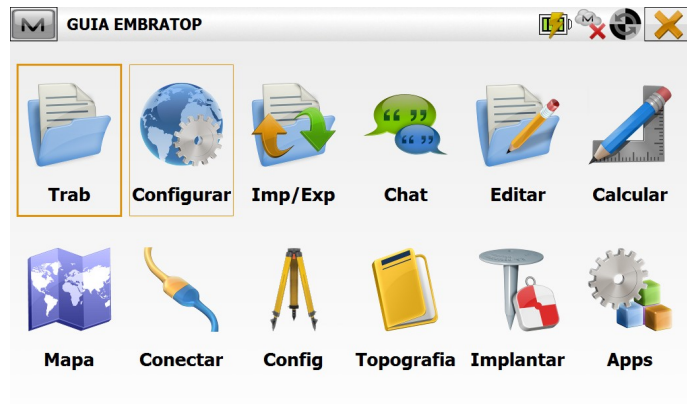 GUIA EMBRATOP
Trab Configurar Imp/Exp Chat Editar Calcular
Mapa Conectar Config Topografia Implantar Apps